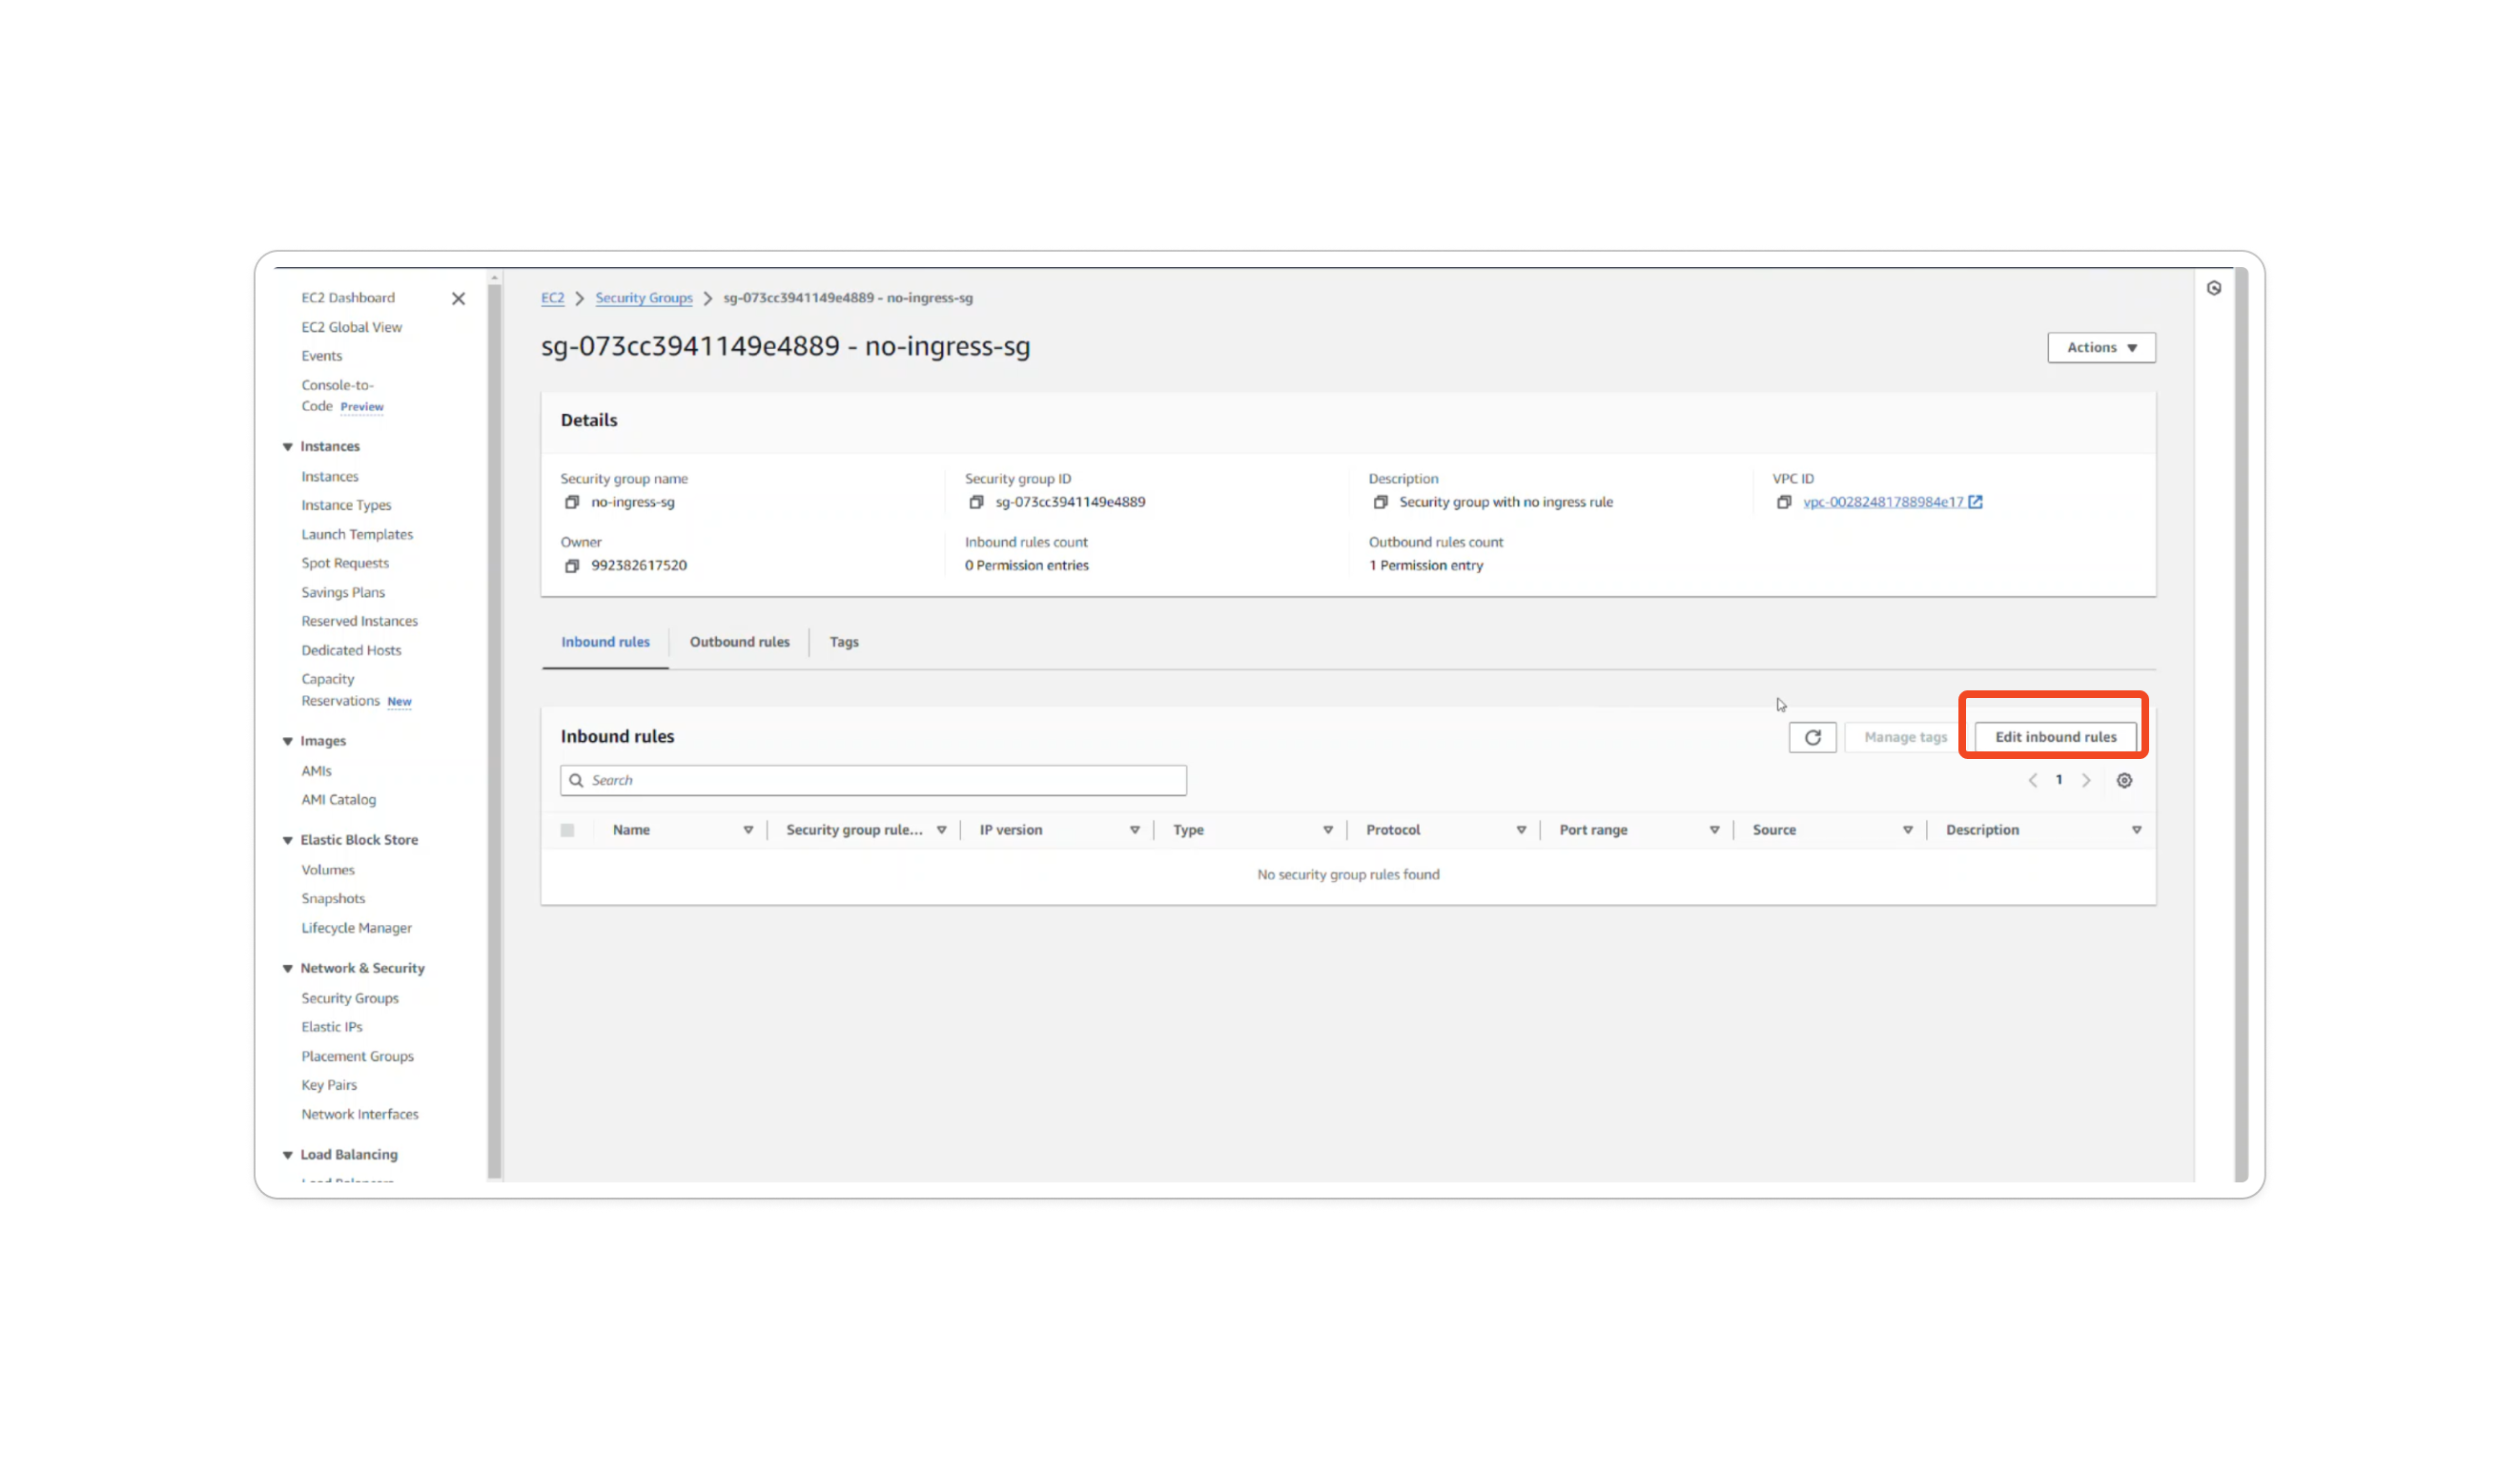 EC2 Dashboard
EC2 Global View
Events
Console-to-
Code Preview
Instances
Instances
Instance Types
Launch Templates
Spot Requests
Savings Plans
Reserved Instances
Dedicated Hosts
Capacity
Reservations New
Images
AMIs
AMI Catalog
Elastic Block Store
Volumes
Snapshots
Lifecycle Manager
Network & Security
Security Groups
Elastic IPs
Placement Groups
Key Pairs
Network Interfaces
Load Balancing
EC2 Security Groups sg-073cc3941149e4889 - no-ingress-sg
sg-073cc3941149e4889 - no-ingress-sg
Actions
Details
Security group name Security group ID Description VPC ID
no-ingress-sg sg-073cc3941149e4889 Security group with no ingress rule vpc-00282481788984e17
Owner Inbound rules count Outbound rules count
992382617520 0 Permission entries 1 Permission entry
Inbound rules Outbound rules Tags
Inbound rules Manage tags Edit inbound rules
Search 1
Name Security group rule... IP version Type Protocol Port range Source Description
No security group rules found